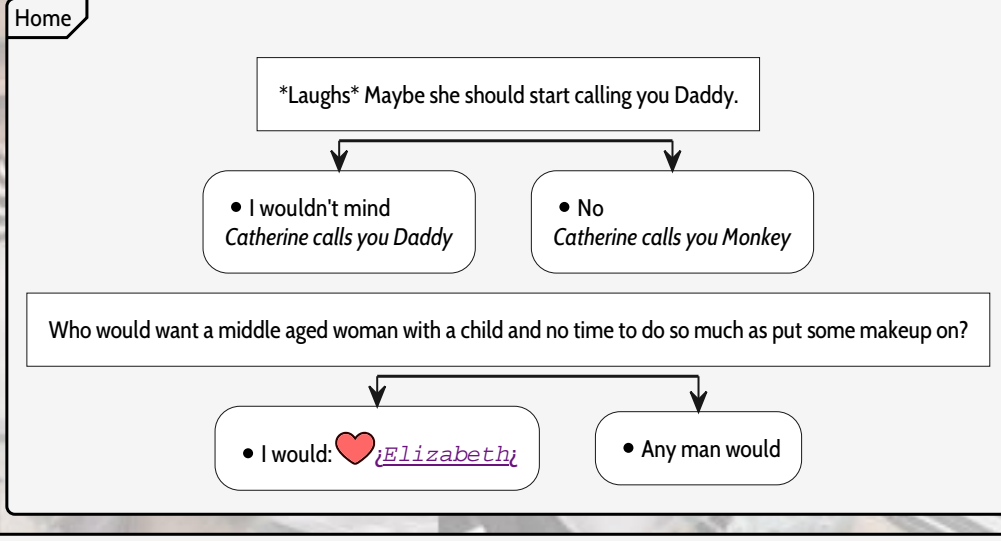 Home
*Laughs* Maybe she should start calling you Daddy.
• I wouldn't mind
Catherine calls you Daddy
• No
Catherine calls you Monkey
Who would want a middle aged woman with a child and no time to do so much as put some makeup on?
• I would: ❤¿Elizabeth¿
• Any man would